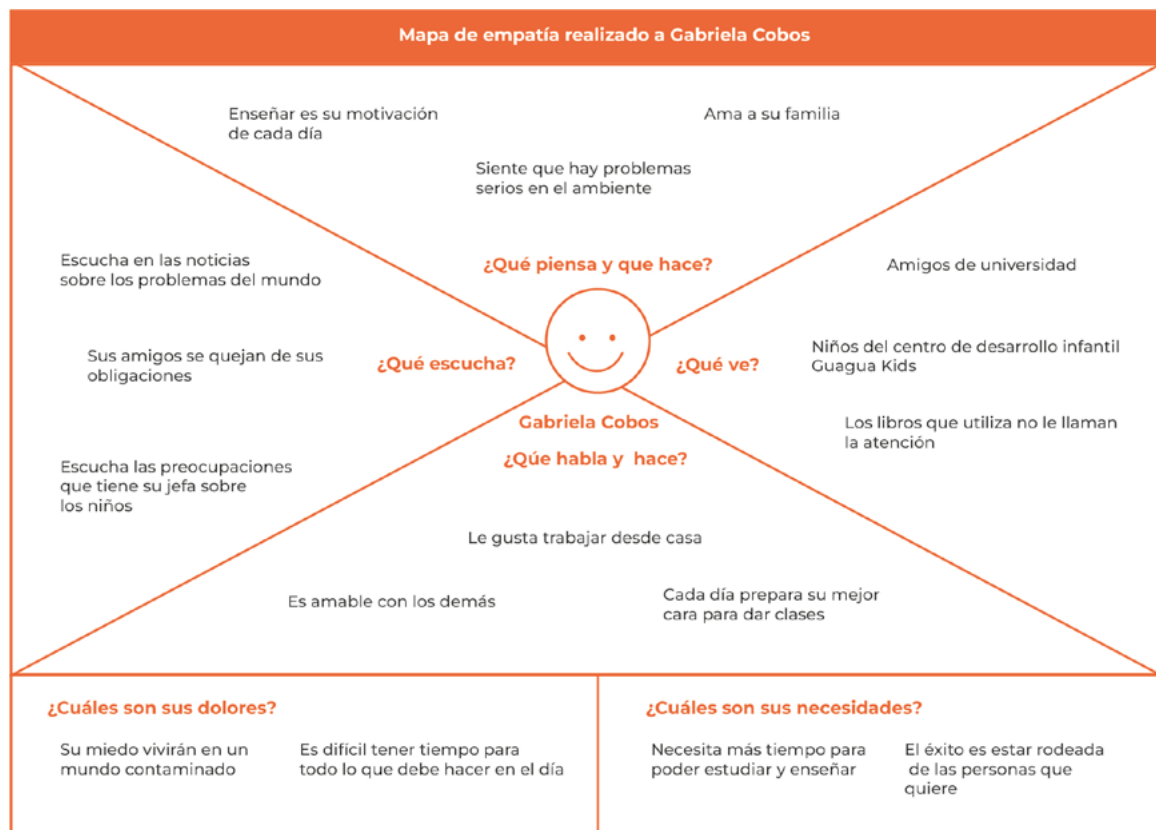 Mapa de empatía realizado a Gabriela Cobos
Enseñar es su motivación
de cada día
Ama a su familia
Siente que hay problemas
serios en el ambiente
¿Qué piensa y que hace?
Escucha en las noticias
sobre los problemas del mundo
Sus amigos se quejan de sus
obligaciones
Escucha las preocupaciones
que tiene su jefa sobre
los niños
¿Qué escucha?
¿Qué ve?
Amigos de universidad
Niños del centro de desarrollo infantil
Guagua Kids
Los libros que utiliza no le llaman
la atención
Gabriela Cobos
¿Qúe habla y hace?
Le gusta trabajar desde casa
Es amable con los demás
Cada día prepara su mejor
cara para dar clases
¿Cuáles son sus dolores?
Su miedo vivirán en un
mundo contaminado
Es difícil tener tiempo para
todo lo que debe hacer en el día
¿Cuáles son sus necesidades?
Necesita más tiempo para
poder estudiar y enseñar
El éxito es estar rodeada
de las personas que
quiere